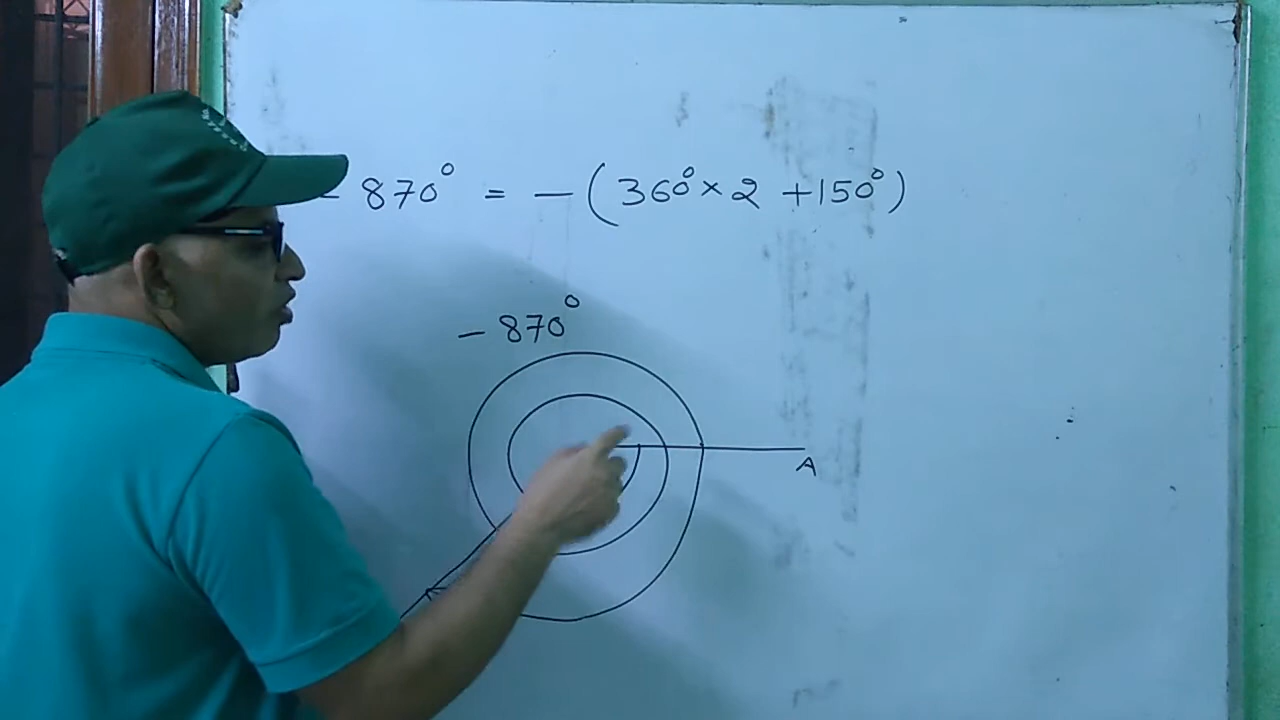 - 870° = - (360° × 2 + 150°)
- 870°
A